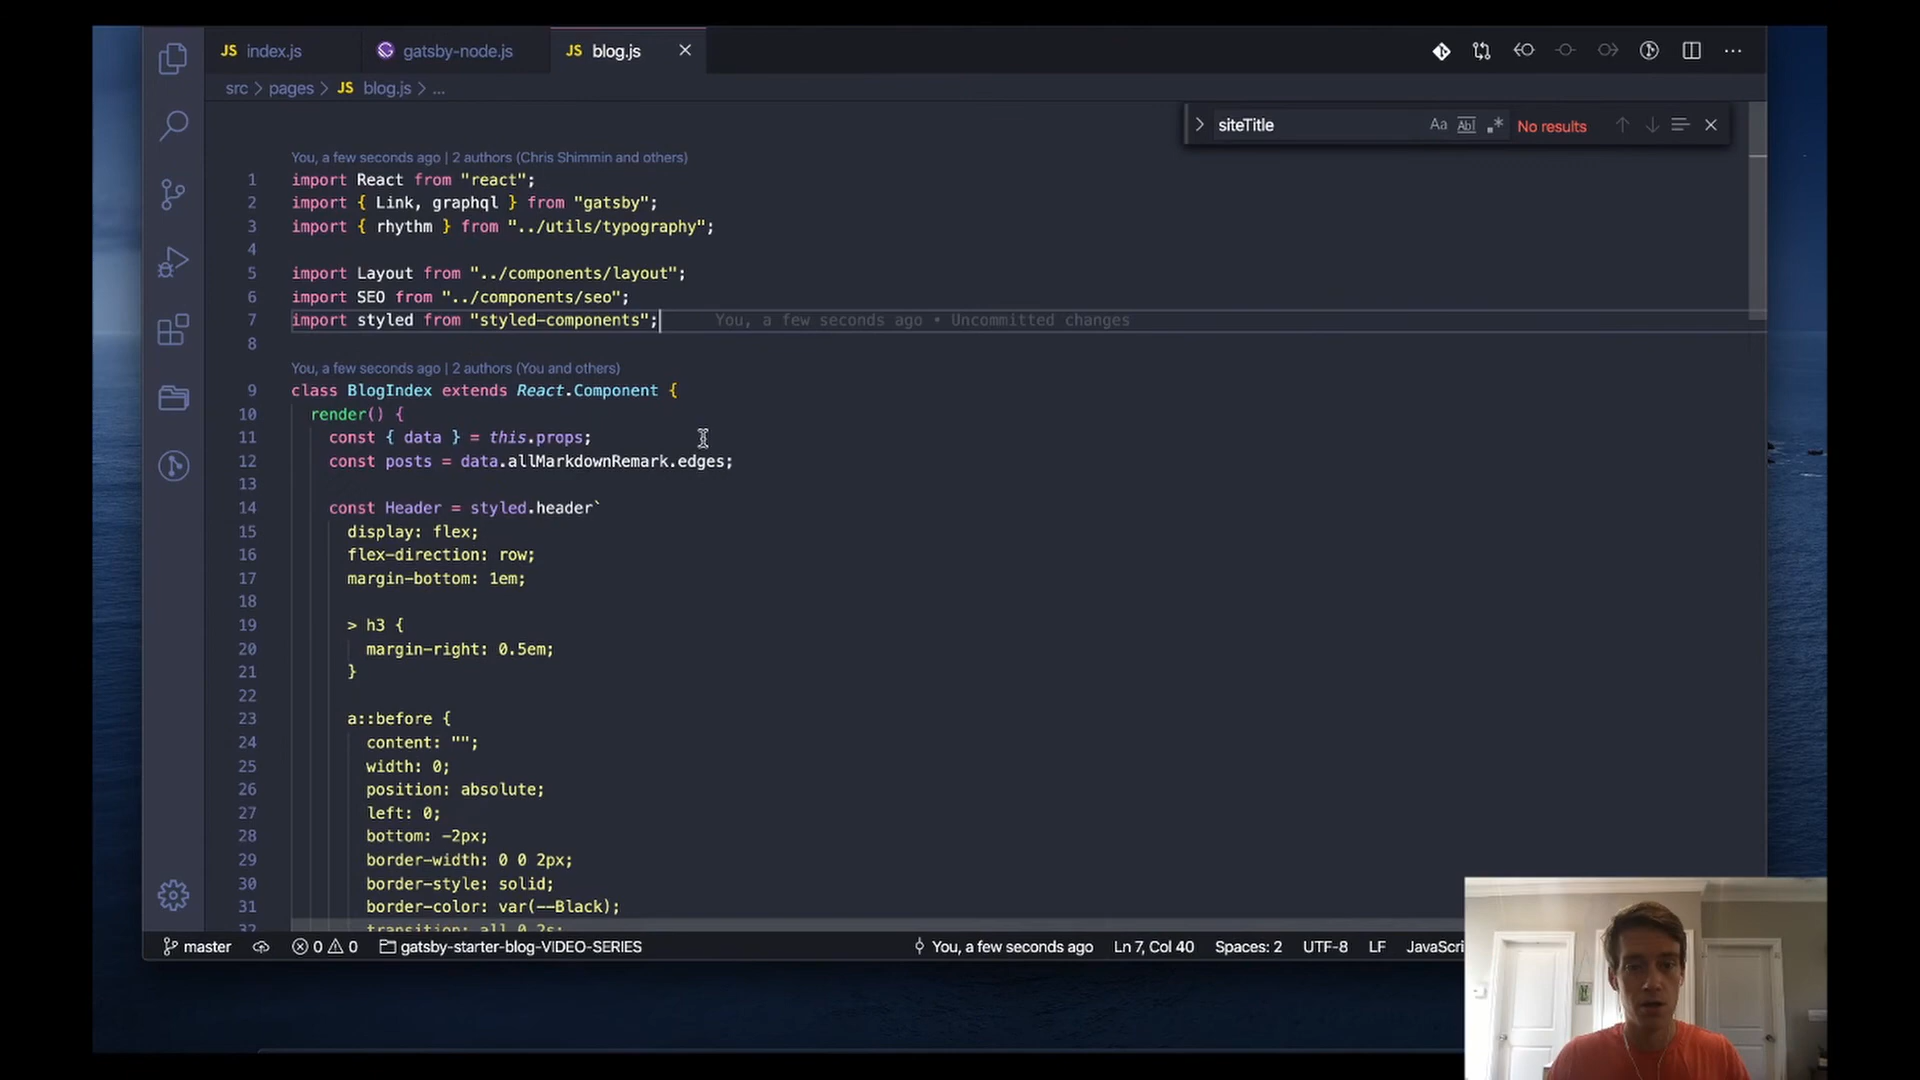 JS index.js
gatsby-node.js
JS blog.js
src > pages > JS blog.js > ...
siteTitle
Aa Abl .* No results
You, a few seconds ago | 2 authors (Chris Shimmin and others)
1 import React from "react";
2 import { Link, graphql } from "gatsby";
3 import { rhythm } from "../utils/typography";
4
5 import Layout from "../components/layout";
6 import SEO from "../components/seo";
7 import styled from "styled-components"; You, a few seconds ago • Uncommitted changes
8
You, a few seconds ago | 2 authors (You and others)
9 class BlogIndex extends React.Component {
10 render() {
11 const { data } = this.props;
12 const posts = data.allMarkdownRemark.edges;
13
14 const Header = styled.header`
15 display: flex;
16 flex-direction: row;
17 margin-bottom: 1em;
18
19 > h3 {
20 margin-right: 0.5em;
21 }
22
23 a::before {
24 content: "";
25 width: 0;
26 position: absolute;
27 left: 0;
28 bottom: -2px;
29 border-width: 0 0 2px;
30 border-style: solid;
31 border-color: var(--Black);
32 transition: all 0.2s;
master 0 0 gatsby-starter-blog-VIDEO-SERIES You, a few seconds ago Ln 7, Col 40 Spaces: 2 UTF-8 LF JavaScri